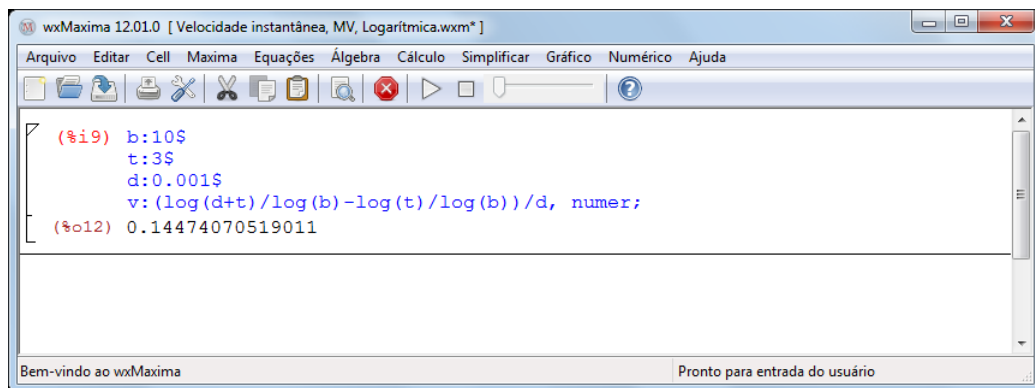 wxMaxima 12.01.0 [ Velocidade instantânea, MV, Logarítmica.wxm* ]
Arquivo Editar Cell Maxima Equações Álgebra Cálculo Simplificar Gráfico Numérico Ajuda
(%i9) b:10$
t:3$
d:0.001$
v:(log(d+t)/log(b)-log(t)/log(b))/d, numer;
(%o12) 0.14474070519011
Bem-vindo ao wxMaxima Pronto para entrada do usuário